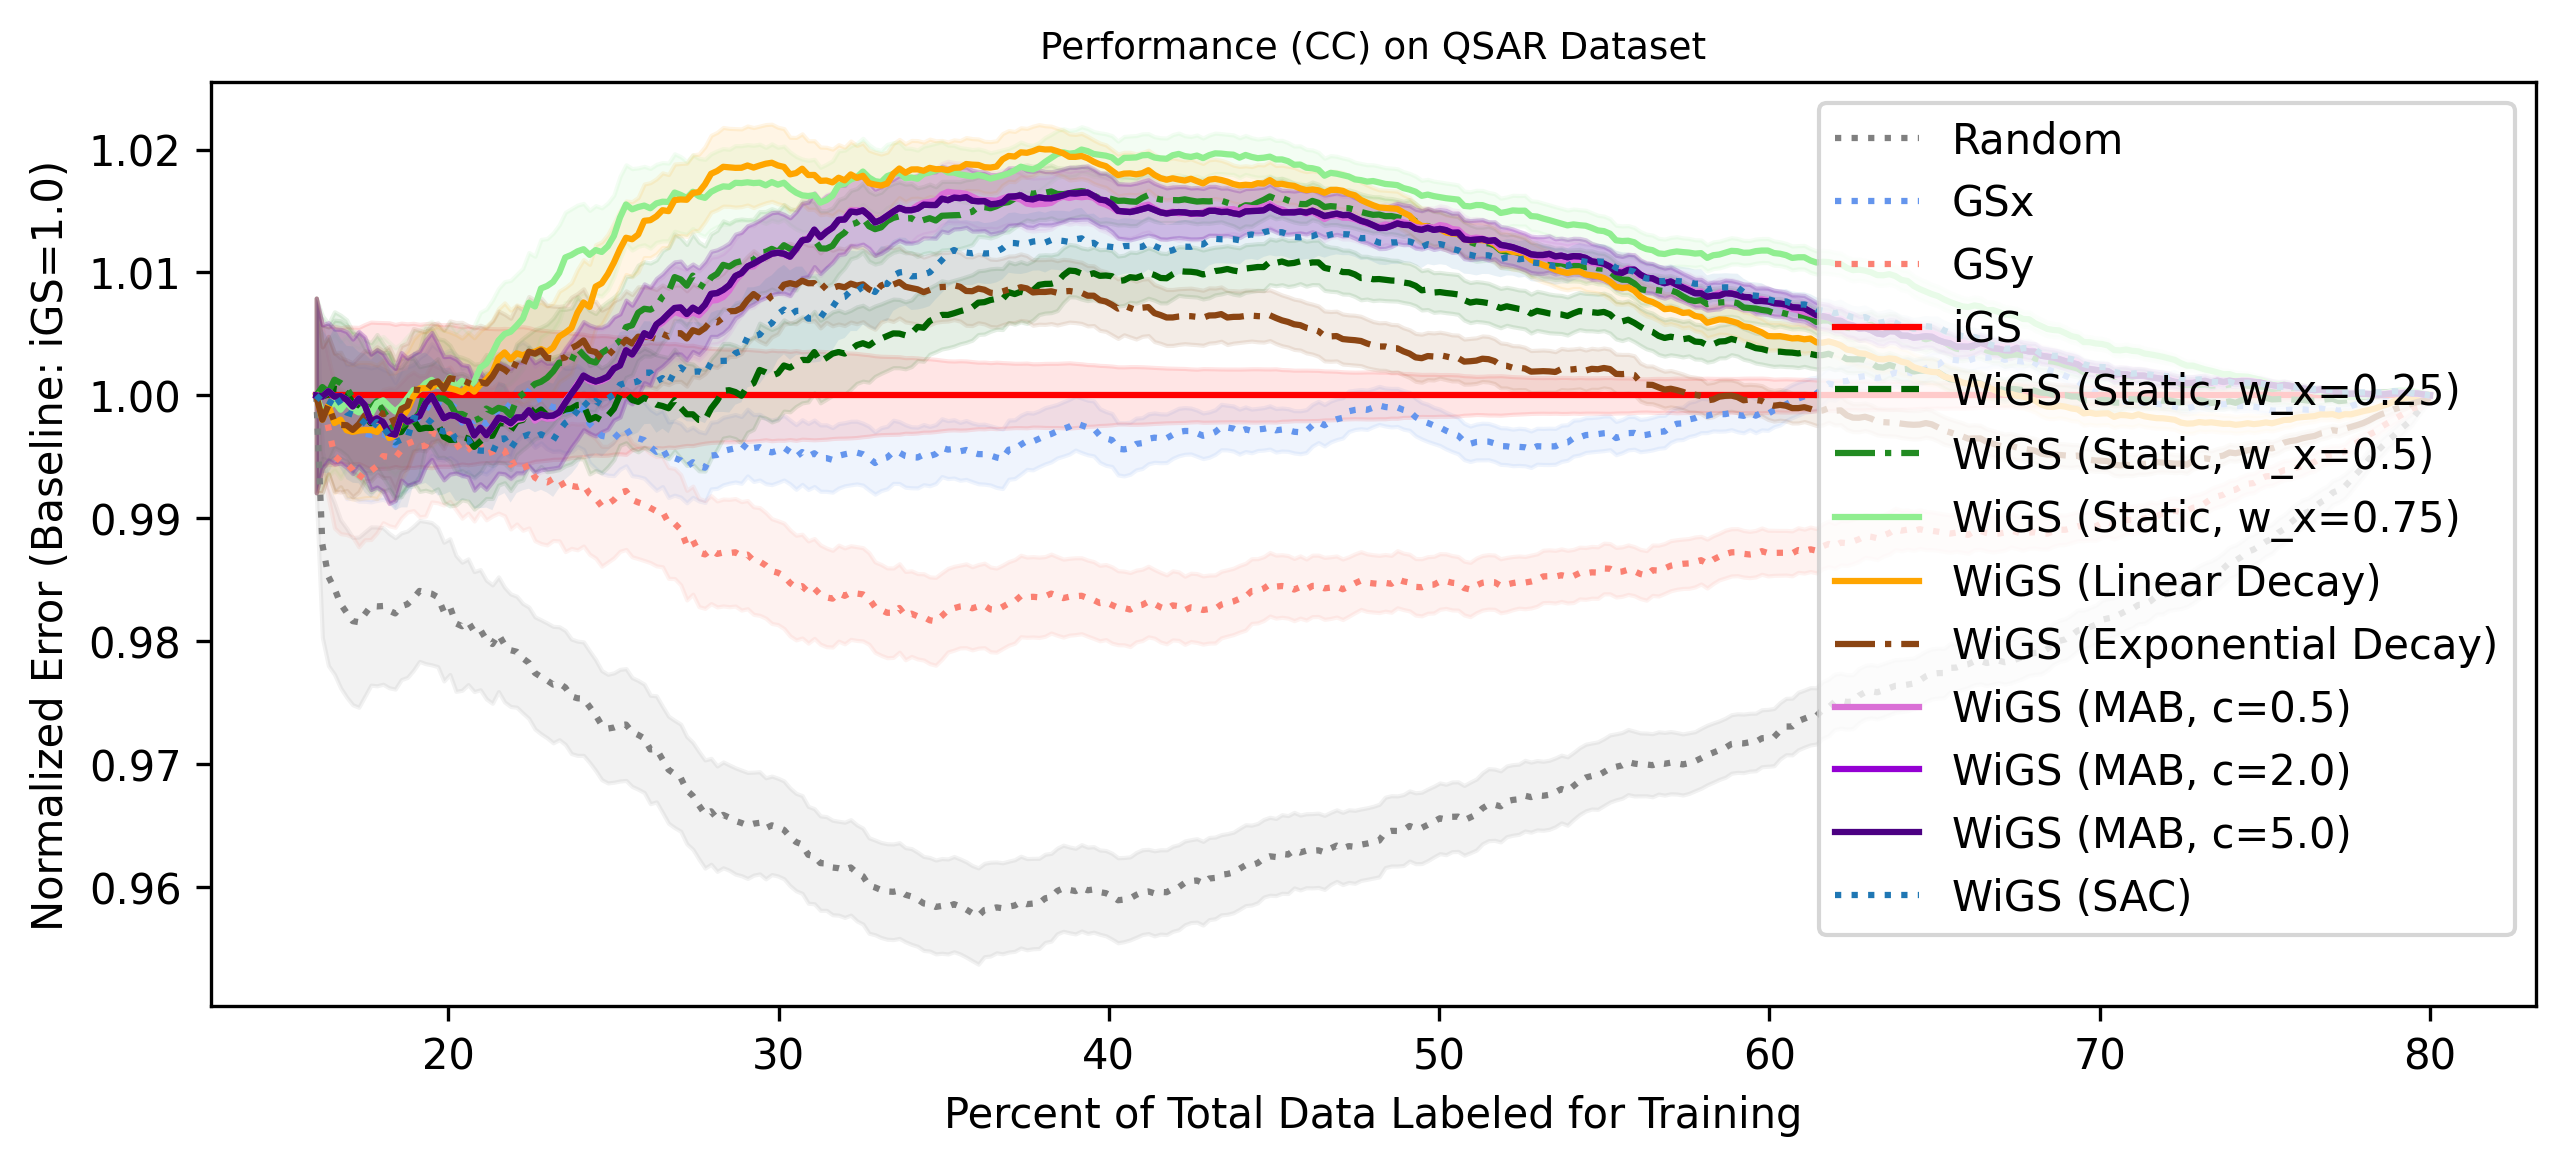 Performance (CC) on QSAR Dataset
Normalized Error (Baseline: iGS=1.0)
1.02
1.01
1.00
0.99
0.98
0.97
0.96
Random
GSx
GSy
iGS
WiGS (Static, w_x=0.25)
WiGS (Static, w_x=0.5)
WiGS (Static, w_x=0.75)
WiGS (Linear Decay)
WiGS (Exponential Decay)
WiGS (MAB, c=0.5)
WiGS (MAB, c=2.0)
WiGS (MAB, c=5.0)
WiGS (SAC)
20 30 40 50 60 70 80
Percent of Total Data Labeled for Training